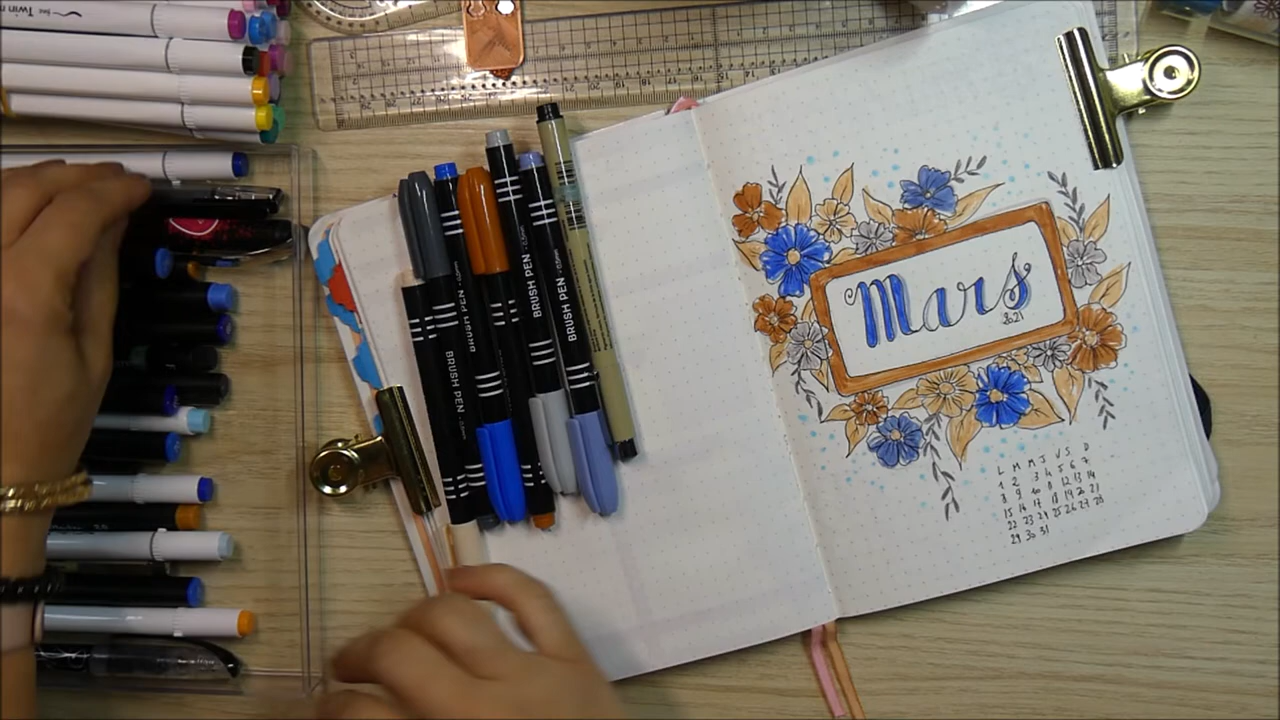 Twin
BRUSH PEN
BRUSH PEN
BRUSH PEN
BRUSH PEN
Mars
2021
L M M J V S D
1 2 3 4 5 6 7
8 9 10 11 12 13 14
15 16 17 18 19 20 21
22 23 24 25 26 27 28
29 30 31